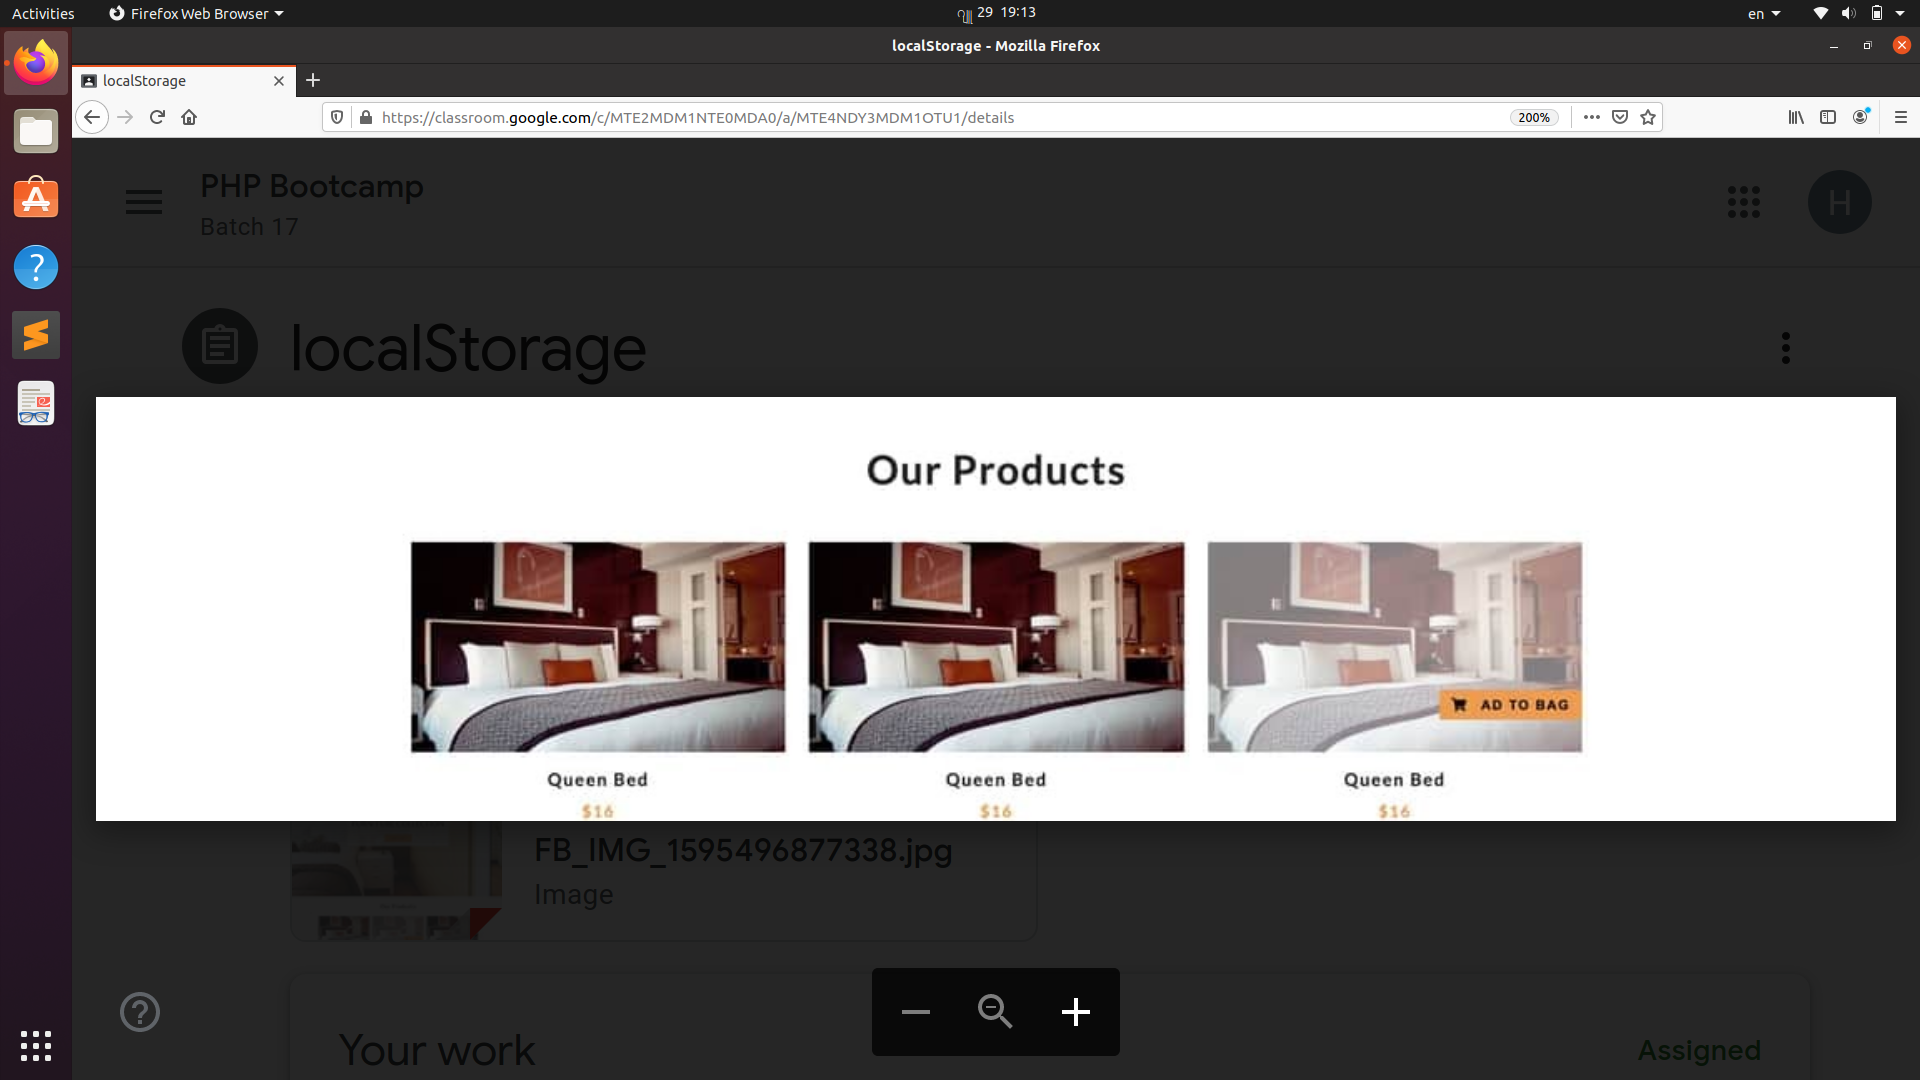 Activities
Firefox Web Browser
29 19:13
en
localStorage - Mozilla Firefox
localStorage
https://classroom.google.com/c/MTE2MDM1NTE0MDA0/a/MTE4NDY3MDM1OTU1/details
200%
PHP Bootcamp
Batch 17
H
localStorage
Our Products
AD TO BAG
Queen Bed
$16
Queen Bed
$16
Queen Bed
$16
FB_IMG_1595496877338.jpg
Image
Your work
Assigned